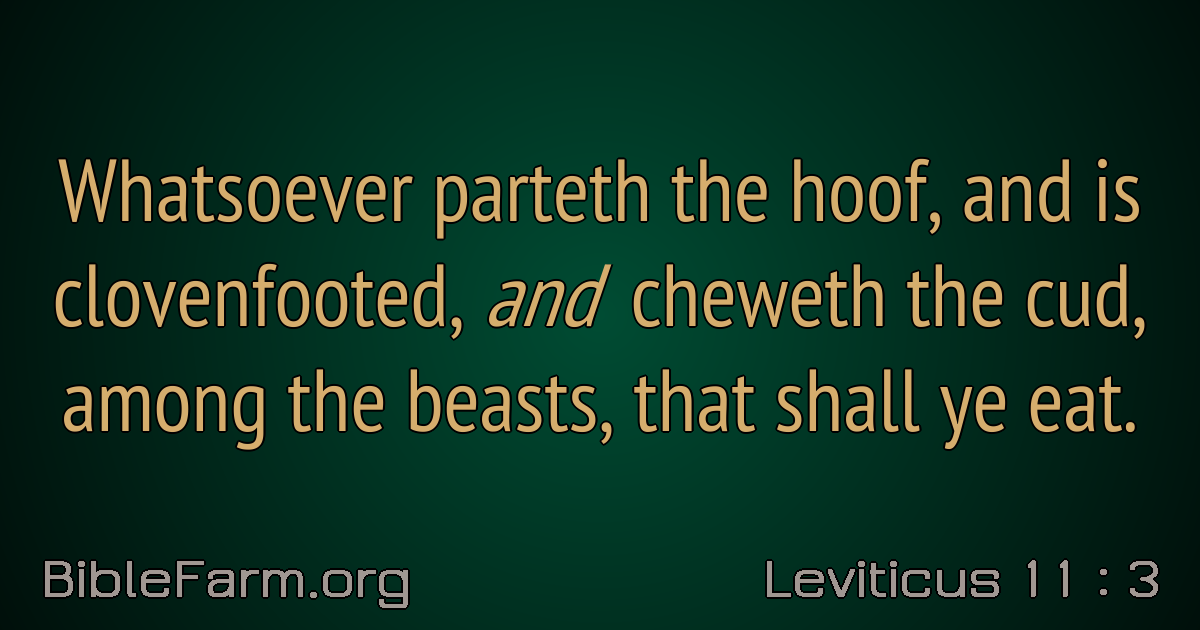 Whatsoever parteth the hoof, and is
clovenfooted, and cheweth the cud,
among the beasts, that shall ye eat.
BibleFarm.org
Leviticus 11 : 3